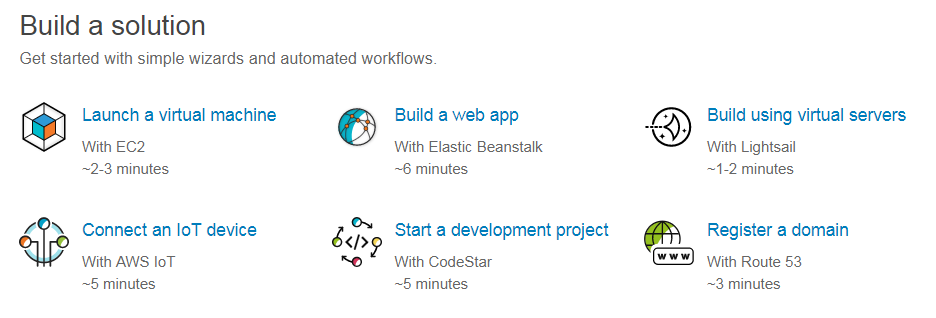 Build a solution
Get started with simple wizards and automated workflows.
Launch a virtual machine
With EC2
~2-3 minutes
Build a web app
With Elastic Beanstalk
~6 minutes
Build using virtual servers
With Lightsail
~1-2 minutes
Connect an IoT device
With AWS IoT
~5 minutes
Start a development project
With CodeStar
~5 minutes
Register a domain
With Route 53
~3 minutes
</>
www